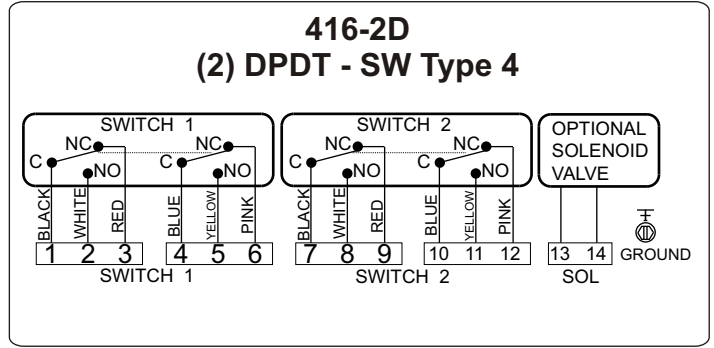 416-2D
(2) DPDT - SW Type 4
SWITCH 1
NC NC
C C
NO NO
BLACK WHITE RED BLUE YELLOW PINK
1 2 3 4 5 6
SWITCH 1
SWITCH 2
NC NC
C C
NO NO
BLACK WHITE RED BLUE YELLOW PINK
7 8 9 10 11 12
SWITCH 2
OPTIONAL
SOLENOID
VALVE
13 14
SOL
GROUND